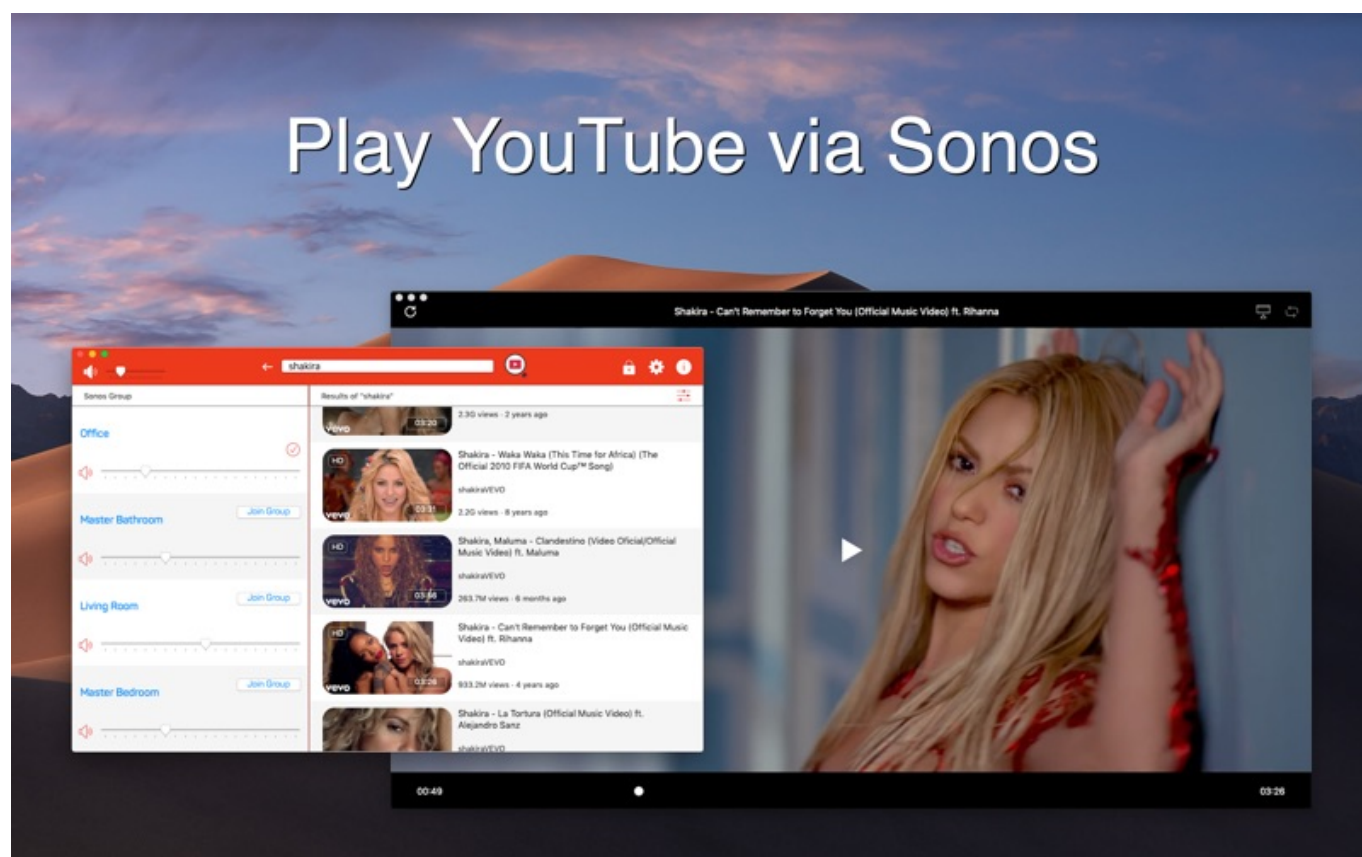 Play YouTube via Sonos
Shakira - Can't Remember to Forget You (Official Music Video) ft. Rihanna
shakira
Sonos Group
Results of "shakira"
Office
Master Bathroom
Join Group
Living Room
Join Group
Master Bedroom
Join Group
vevo
03:20
2.3G views · 2 years ago
HD
vevo
03:31
Shakira - Waka Waka (This Time for Africa) (The
Official 2010 FIFA World Cup™ Song)
shakiraVEVO
2.2G views · 8 years ago
HD
vevo
Shakira, Maluma - Clandestino (Video Oficial/Official
Music Video) ft. Maluma
shakiraVEVO
263.7M views · 6 months ago
HD
vevo
03:26
Shakira - Can't Remember to Forget You (Official Music
Video) ft. Rihanna
shakiraVEVO
933.2M views · 4 years ago
Shakira - La Tortura (Official Music Video) ft.
Alejandro Sanz
shakiraVEVO
00:49
03:26